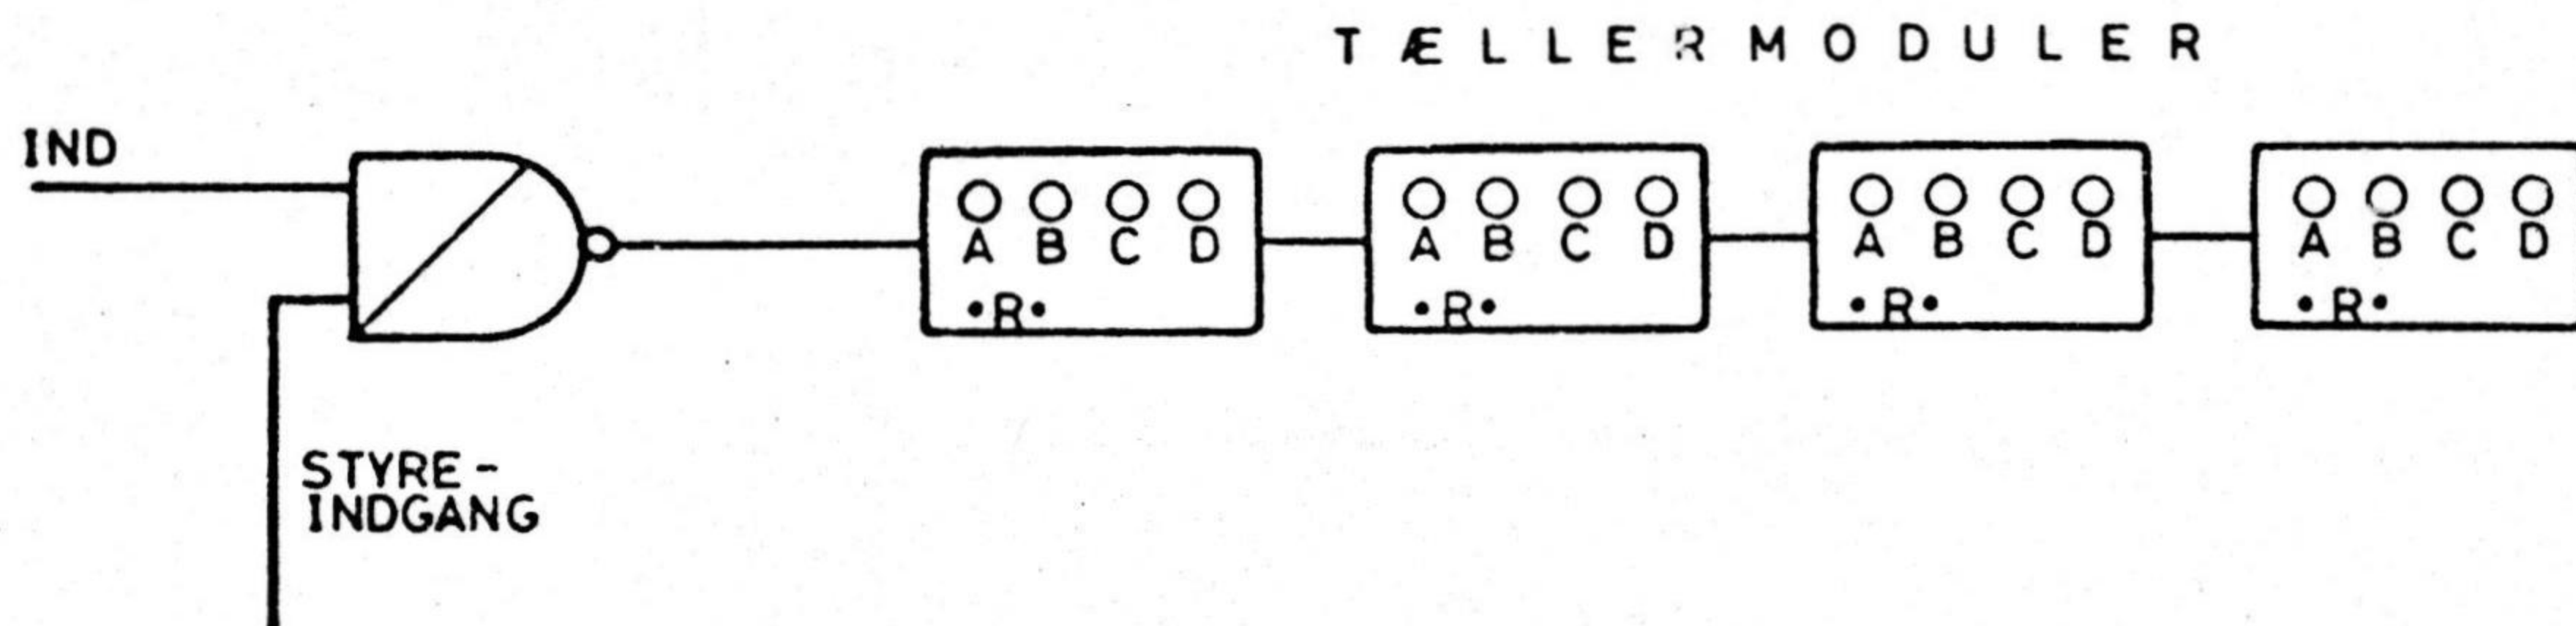 TÆLLERMODULER
IND
A B C D A B C D A B C D A B C D
•R• •R• •R• •R•
STYRE-
INDGANG